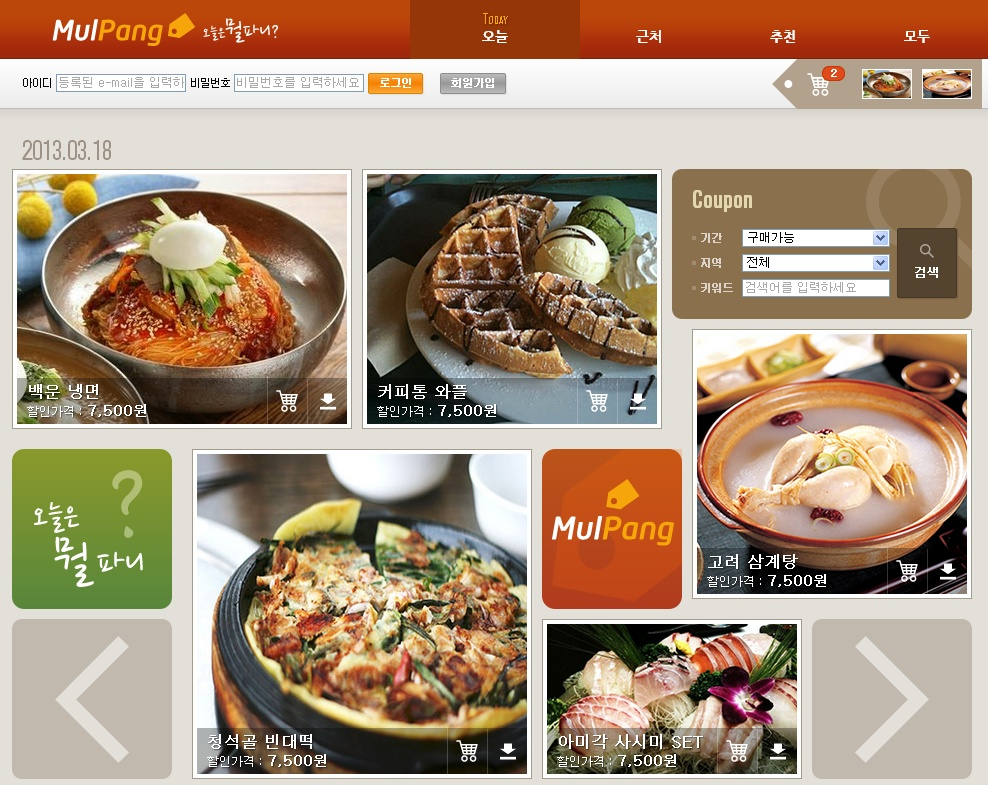 MulPang 오늘은 뭘파니?
TODAY
오늘
근처
추천
모두
아이디 등록된 e-mail을 입력하 비밀번호 비밀번호를 입력하세요 로그인 회원가입
2
2013.03.18
백운 냉면
할인가격 : 7,500원
커피통 와플
할인가격 : 7,500원
Coupon
기간 구매가능
지역 전체
키워드 검색어를 입력하세요
검색
고려 삼계탕
할인가격 : 7,500원
오늘은
뭘 파니
?
청석골 빈대떡
할인가격 : 7,500원
MulPang
아미각 사시미 SET
할인가격 : 7,500원